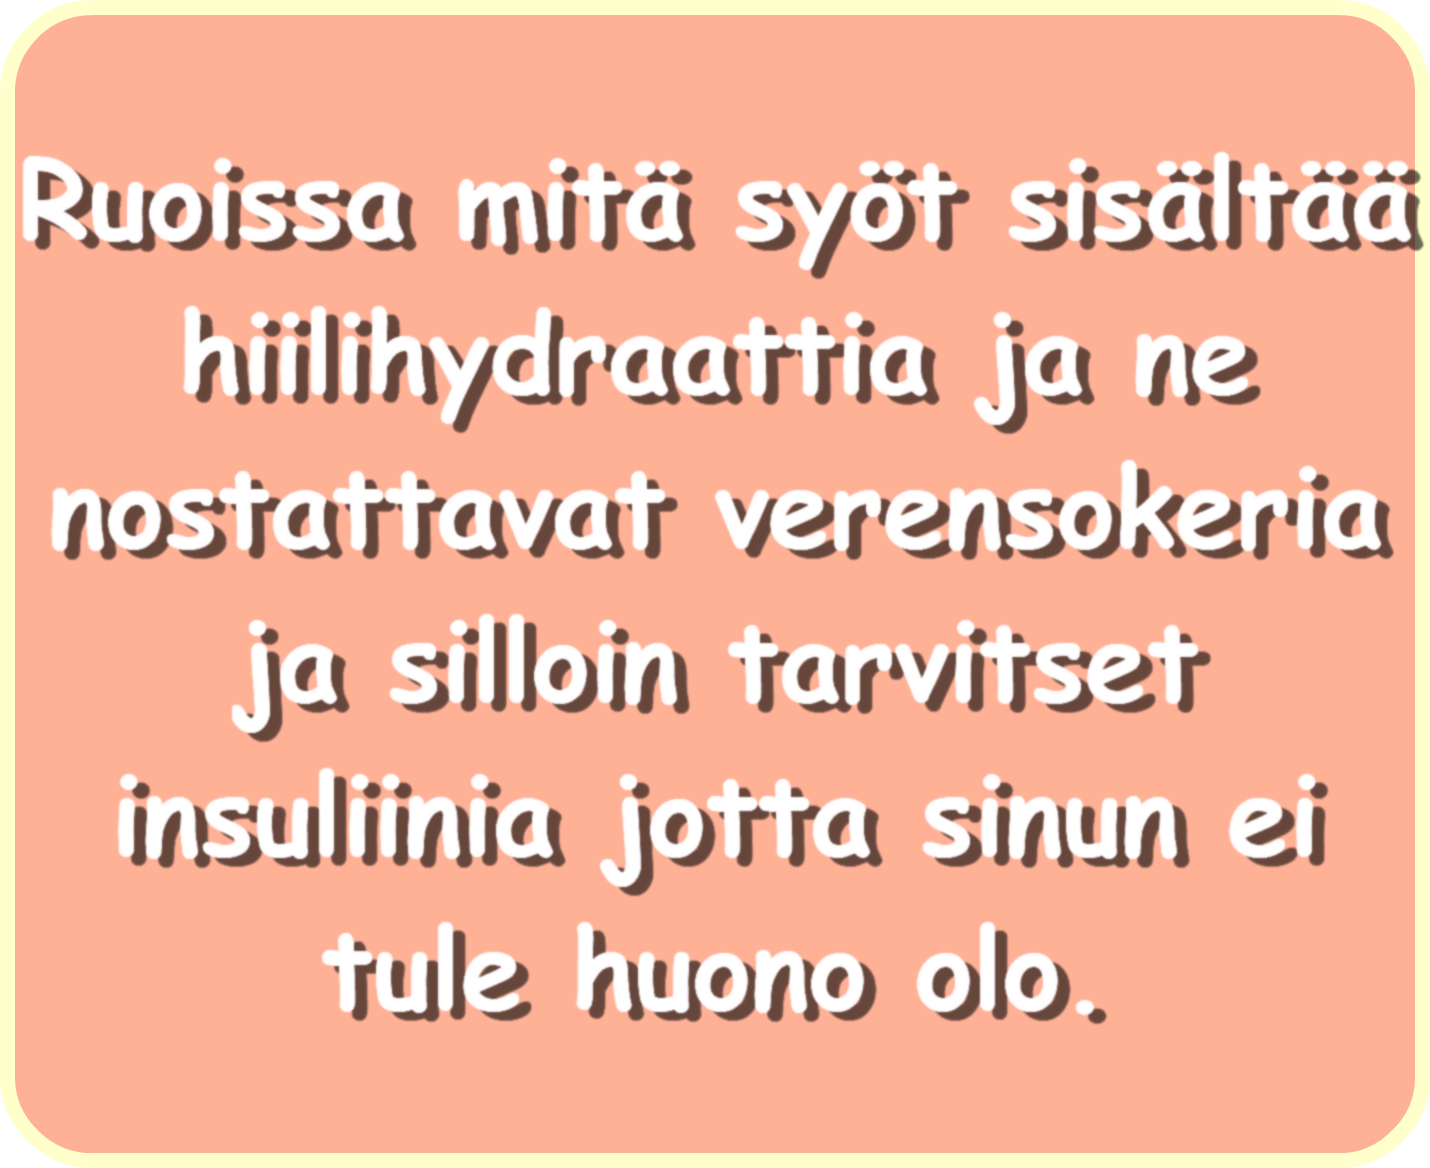 Ruoissa mitä syöt sisältää
hiilihydraattia ja ne
nostattavat verensokeria
ja silloin tarvitset
insuliinia jotta sinun ei
tule huono olo.